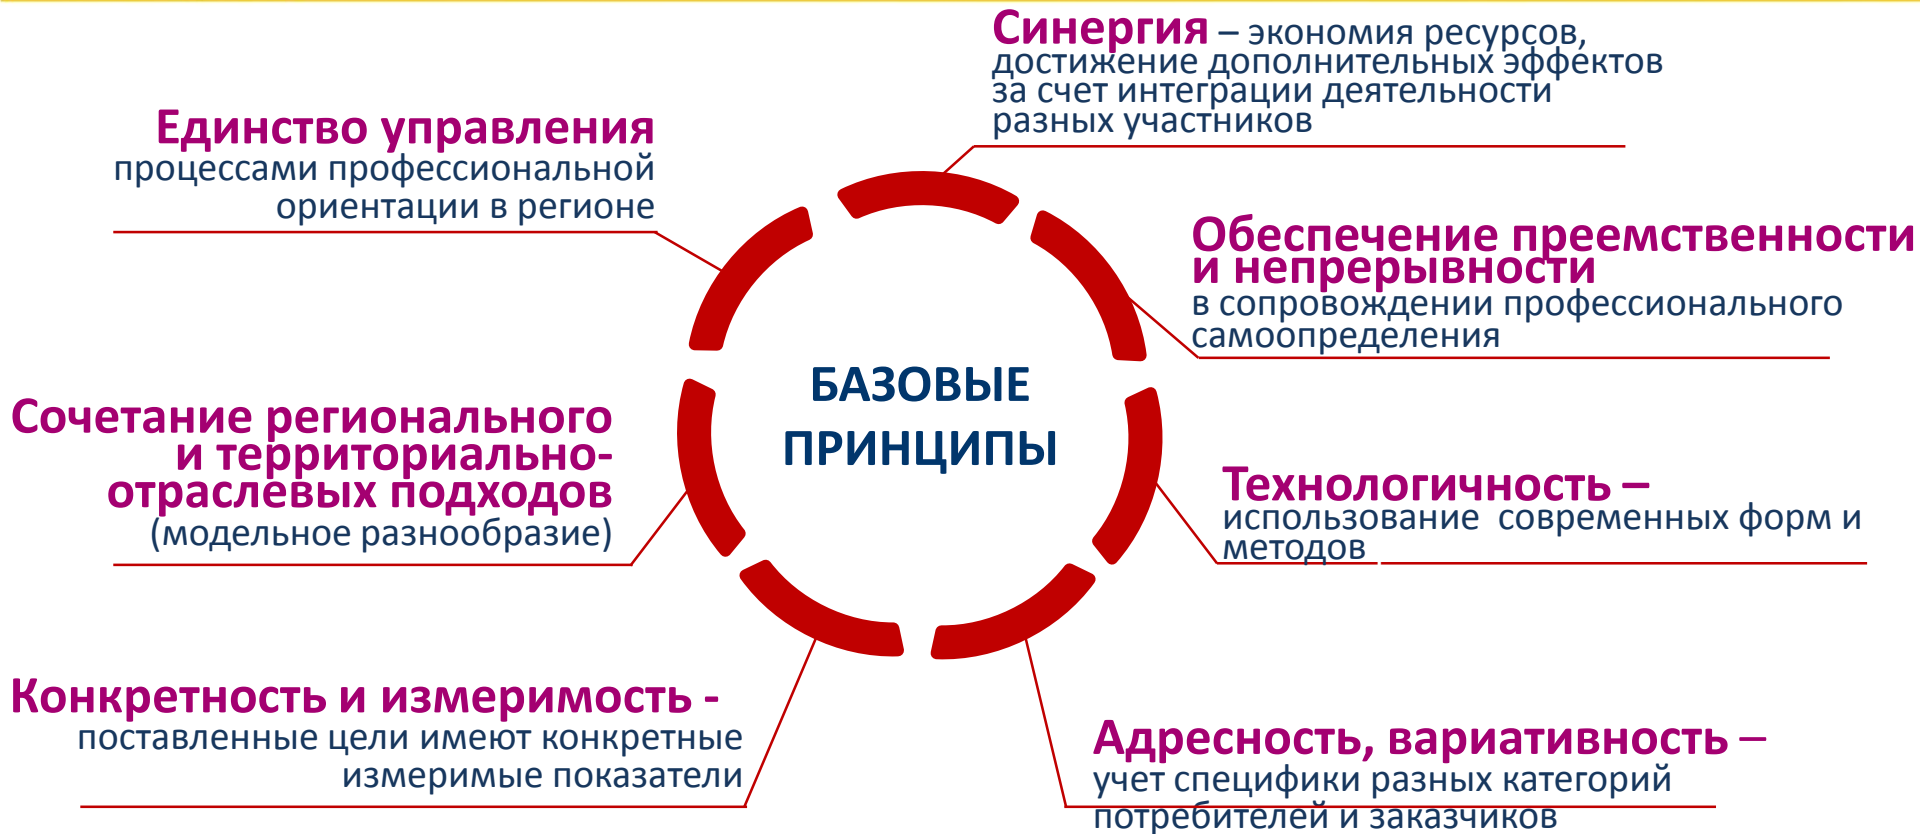 Синергия – экономия ресурсов,
достижение дополнительных эффектов
за счет интеграции деятельности
разных участников
Единство управления
процессами профессиональной
ориентации в регионе
Обеспечение преемственности
и непрерывности
в сопровождении профессионального
самоопределения
БАЗОВЫЕ
ПРИНЦИПЫ
Сочетание регионального
и территориально-
отраслевых подходов
(модельное разнообразие)
Технологичность –
использование современных форм и
методов
Конкретность и измеримость -
поставленные цели имеют конкретные
измеримые показатели
Адресность, вариативность –
учет специфики разных категорий
потребителей и заказчиков